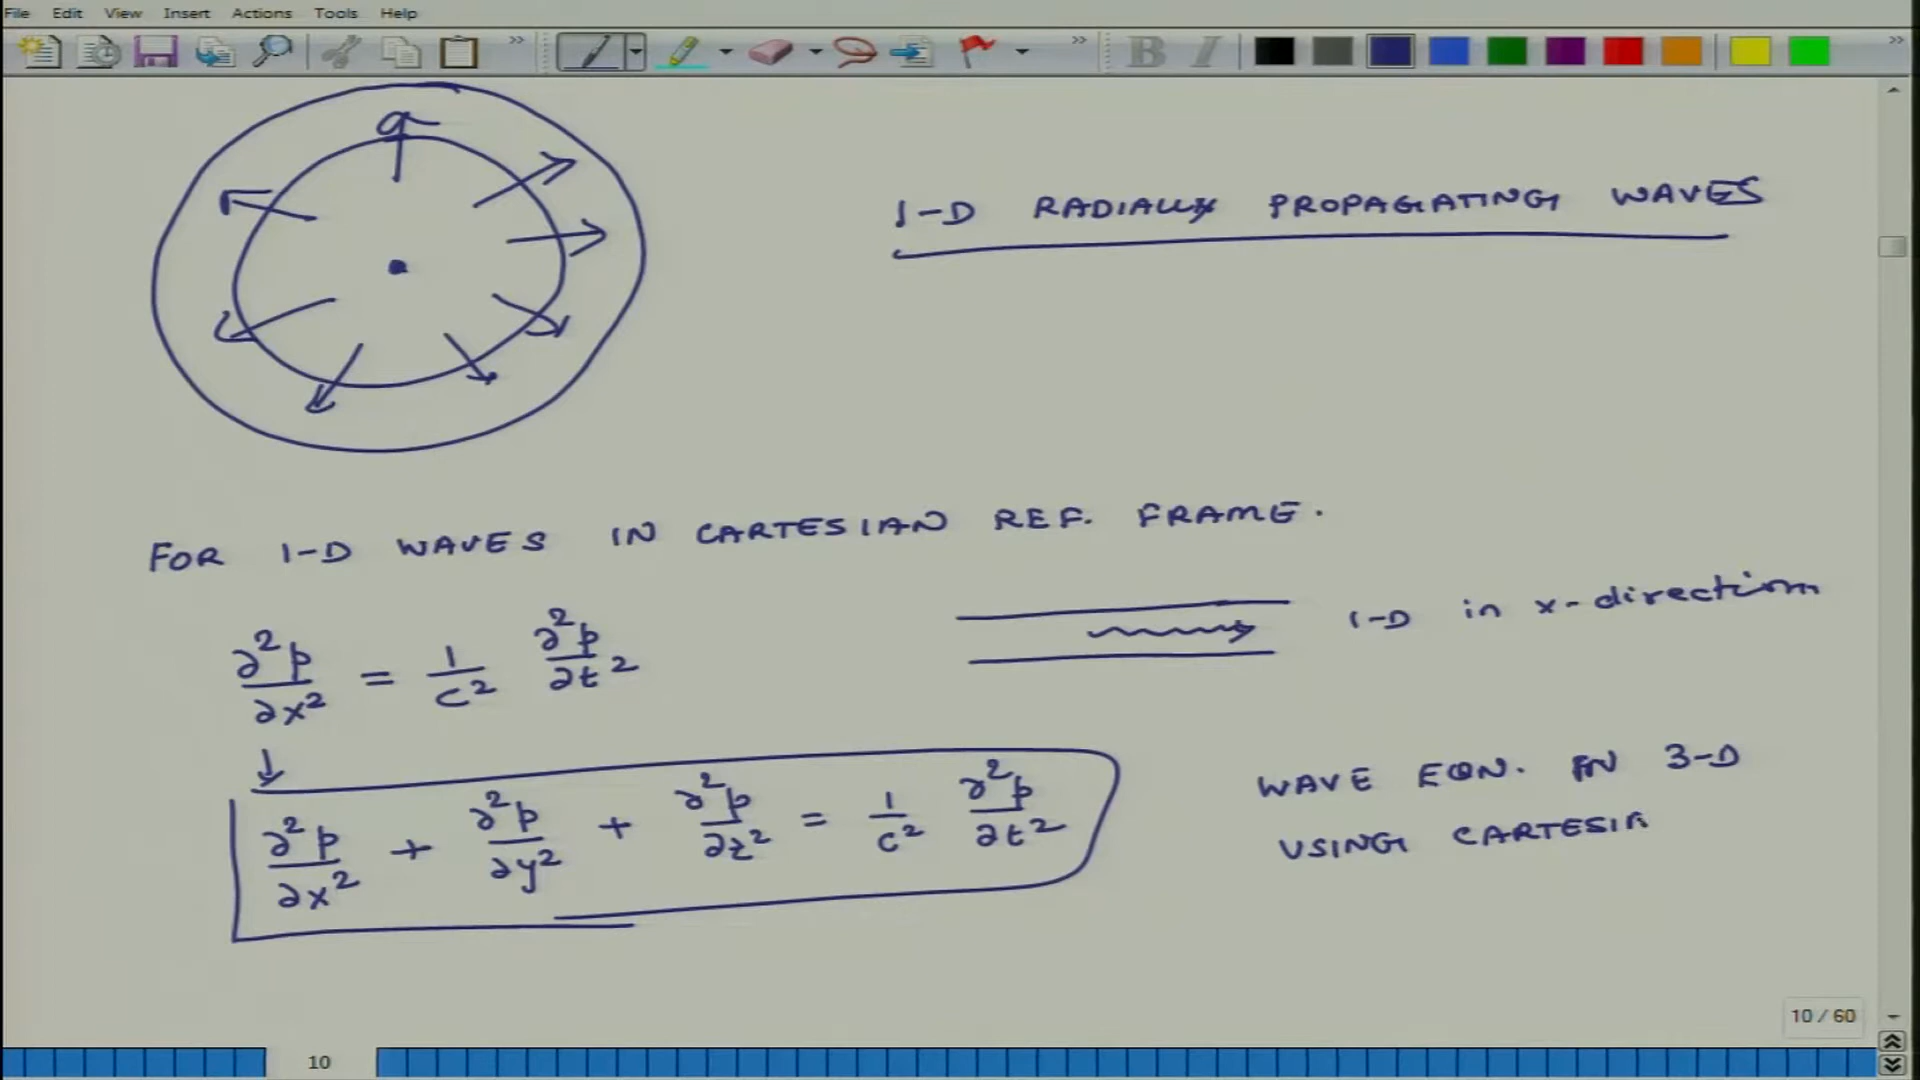 File Edit View Insert Actions Tools Help
B I
1-D RADIALLY PROPAGATING WAVES
FOR 1-D WAVES IN CARTESIAN REF. FRAME.
∂²p/∂x² = 1/c² ∂²p/∂t²
1-D in x-direction
∂²p/∂x² + ∂²p/∂y² + ∂²p/∂z² = 1/c² ∂²p/∂t²
WAVE EQN. IN 3-D
USING CARTESIA
10 / 60
10